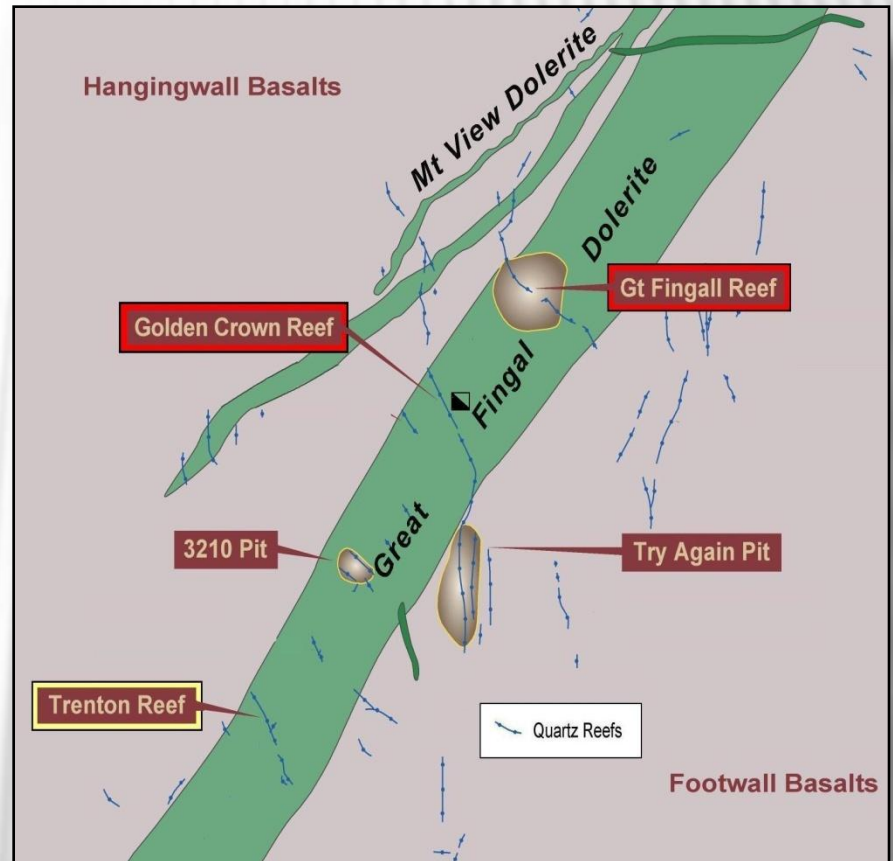 Hangingwall Basalts
Mt View Dolerite
Dolerite
Gt Fingall Reef
Golden Crown Reef
Fingal
3210 Pit
Great
Try Again Pit
Trenton Reef
Quartz Reefs
Footwall Basalts